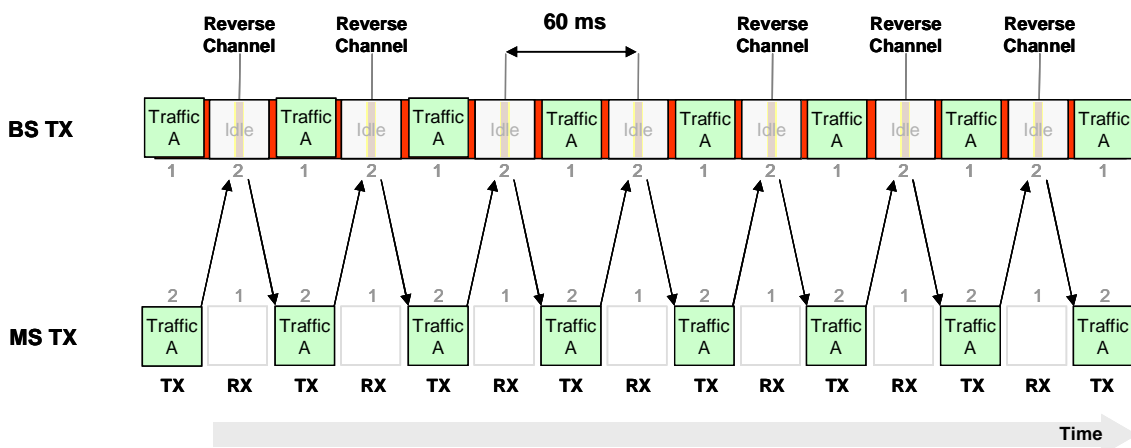 60 ms
Reverse Channel Reverse Channel Reverse Channel Reverse Channel Reverse Channel
BS TX
Traffic A Idle Traffic A Idle Traffic A Idle Traffic A Idle Traffic A Idle Traffic A Idle Traffic A Idle Traffic A
1 2 1 2 1 2 1 2 1 2 1 2 1 2 1
2 1 2 1 2 1 2 1 2 1 2 1 2 1 2
MS TX
Traffic A Traffic A Traffic A Traffic A Traffic A Traffic A Traffic A Traffic A
TX RX TX RX TX RX TX RX TX RX TX RX TX RX TX
Time